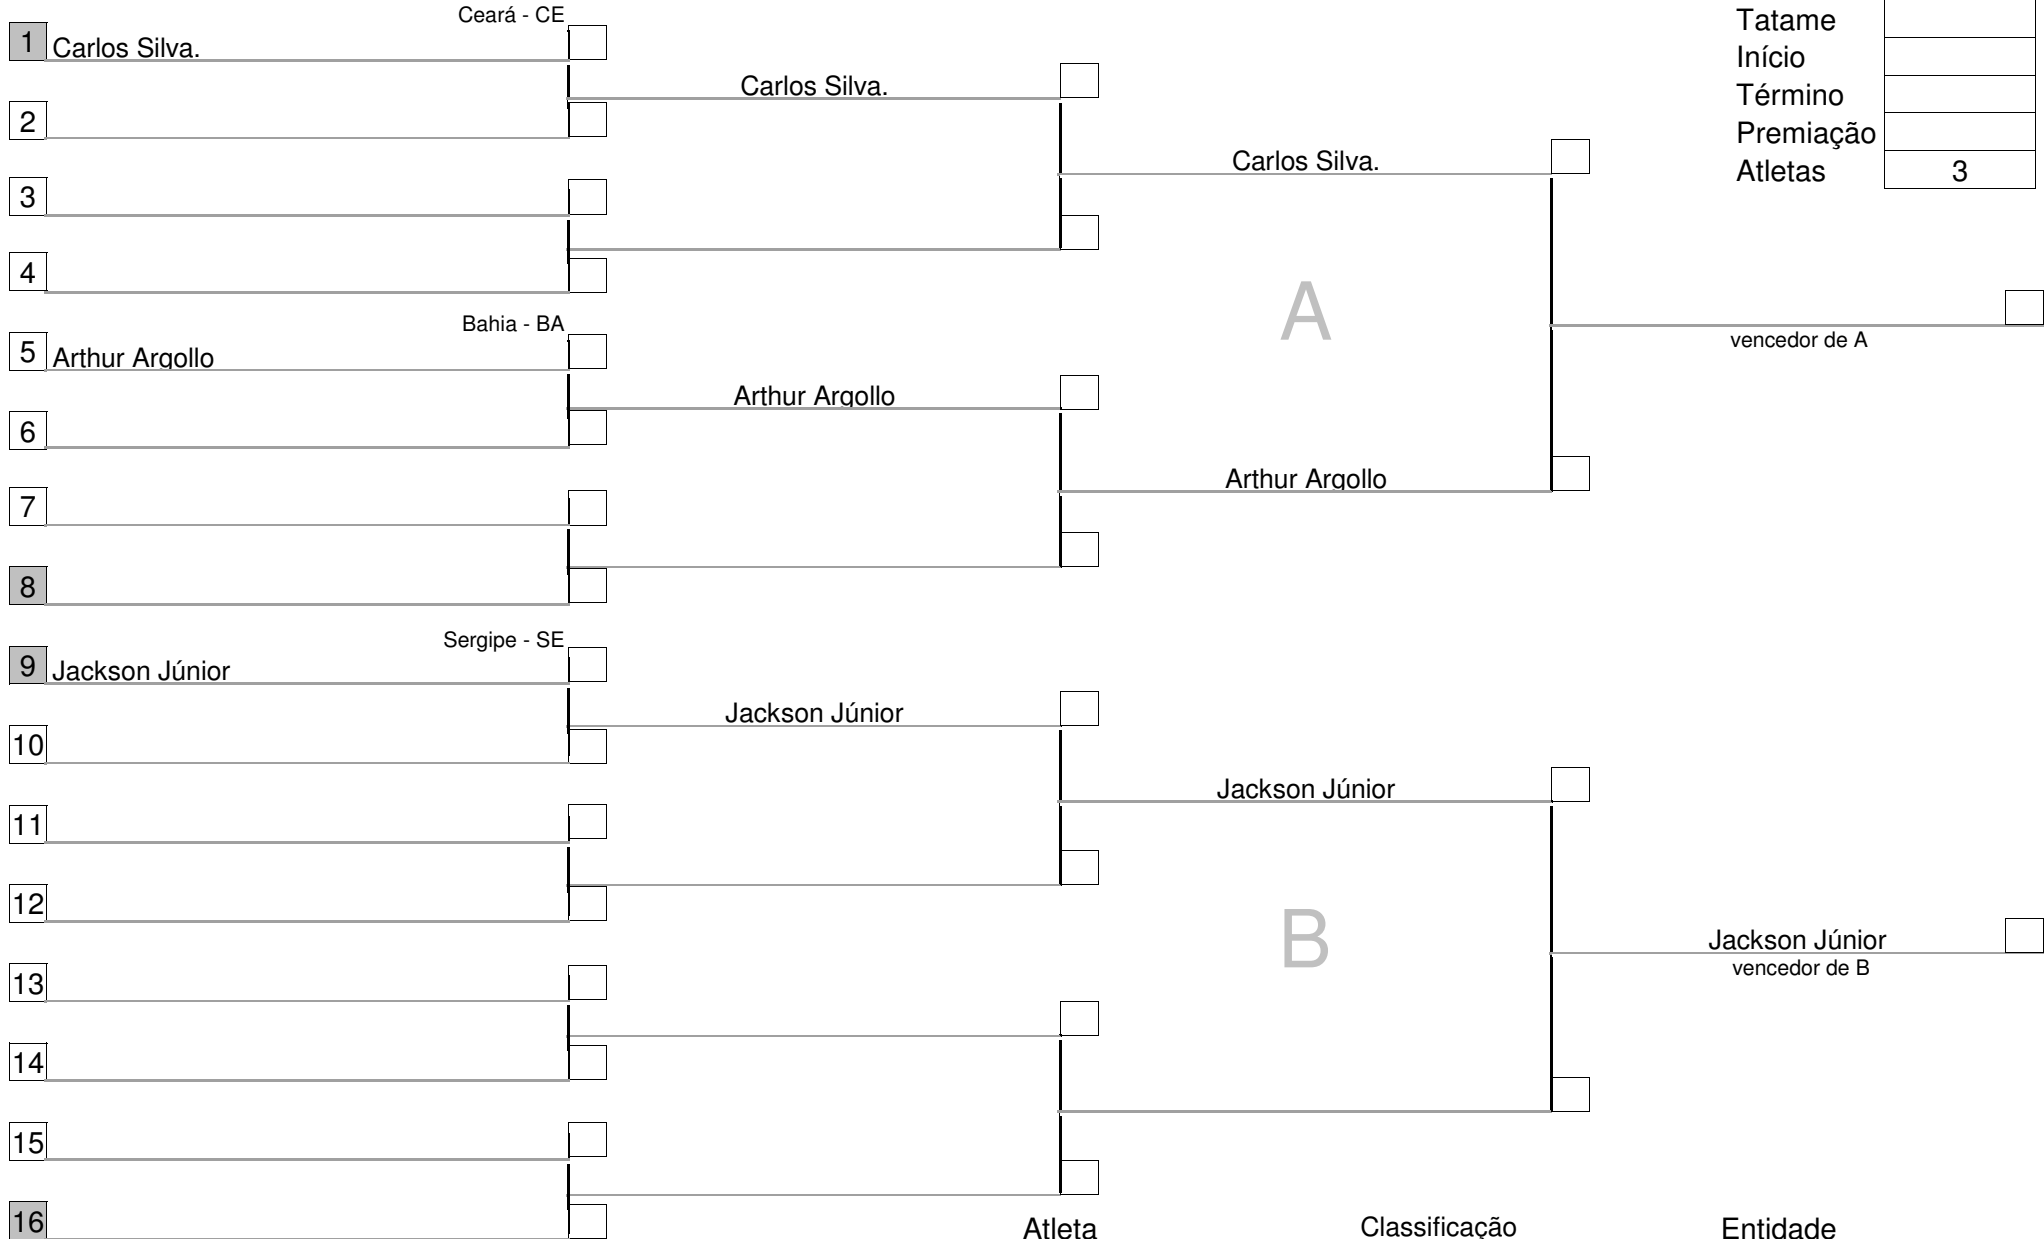 Ceará - CE
1 Carlos Silva.
Carlos Silva.
2
3
Carlos Silva.
4
Tatame
Início
Término
Premiação
Atletas 3
A
Bahia - BA
5 Arthur Argollo
vencedor de A
Arthur Argollo
6
Arthur Argollo
7
8
Sergipe - SE
9 Jackson Júnior
Jackson Júnior
10
Jackson Júnior
11
12
B
Jackson Júnior
vencedor de B
13
14
15
16
Atleta Classificação Entidade